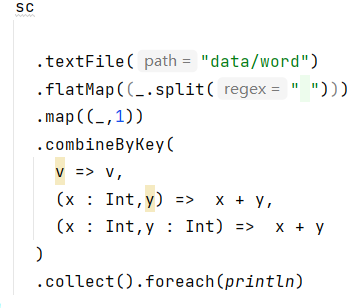 sc
.textFile( path = "data/word")
.flatMap((_.split( regex = " ")))
.map((_,1))
.combineByKey(
v => v,
(x : Int,y) =>  x + y,
(x : Int,y : Int) =>  x + y
)
.collect().foreach(println)